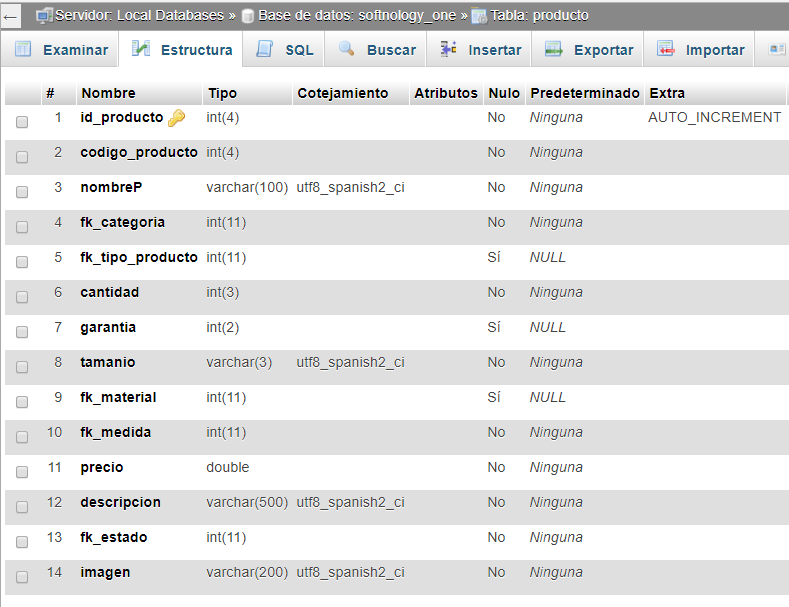 Servidor: Local Databases » Base de datos: softnology_one » Tabla: producto
Examinar Estructura SQL Buscar Insertar Exportar Importar
# Nombre Tipo Cotejamiento Atributos Nulo Predeterminado Extra
1 id_producto int(4) No Ninguna AUTO_INCREMENT
2 codigo_producto int(4) No Ninguna
3 nombreP varchar(100) utf8_spanish2_ci No Ninguna
4 fk_categoria int(11) No Ninguna
5 fk_tipo_producto int(11) Sí NULL
6 cantidad int(3) No Ninguna
7 garantia int(2) Sí NULL
8 tamanio varchar(3) utf8_spanish2_ci No Ninguna
9 fk_material int(11) Sí NULL
10 fk_medida int(11) No Ninguna
11 precio double No Ninguna
12 descripcion varchar(500) utf8_spanish2_ci No Ninguna
13 fk_estado int(11) No Ninguna
14 imagen varchar(200) utf8_spanish2_ci No Ninguna